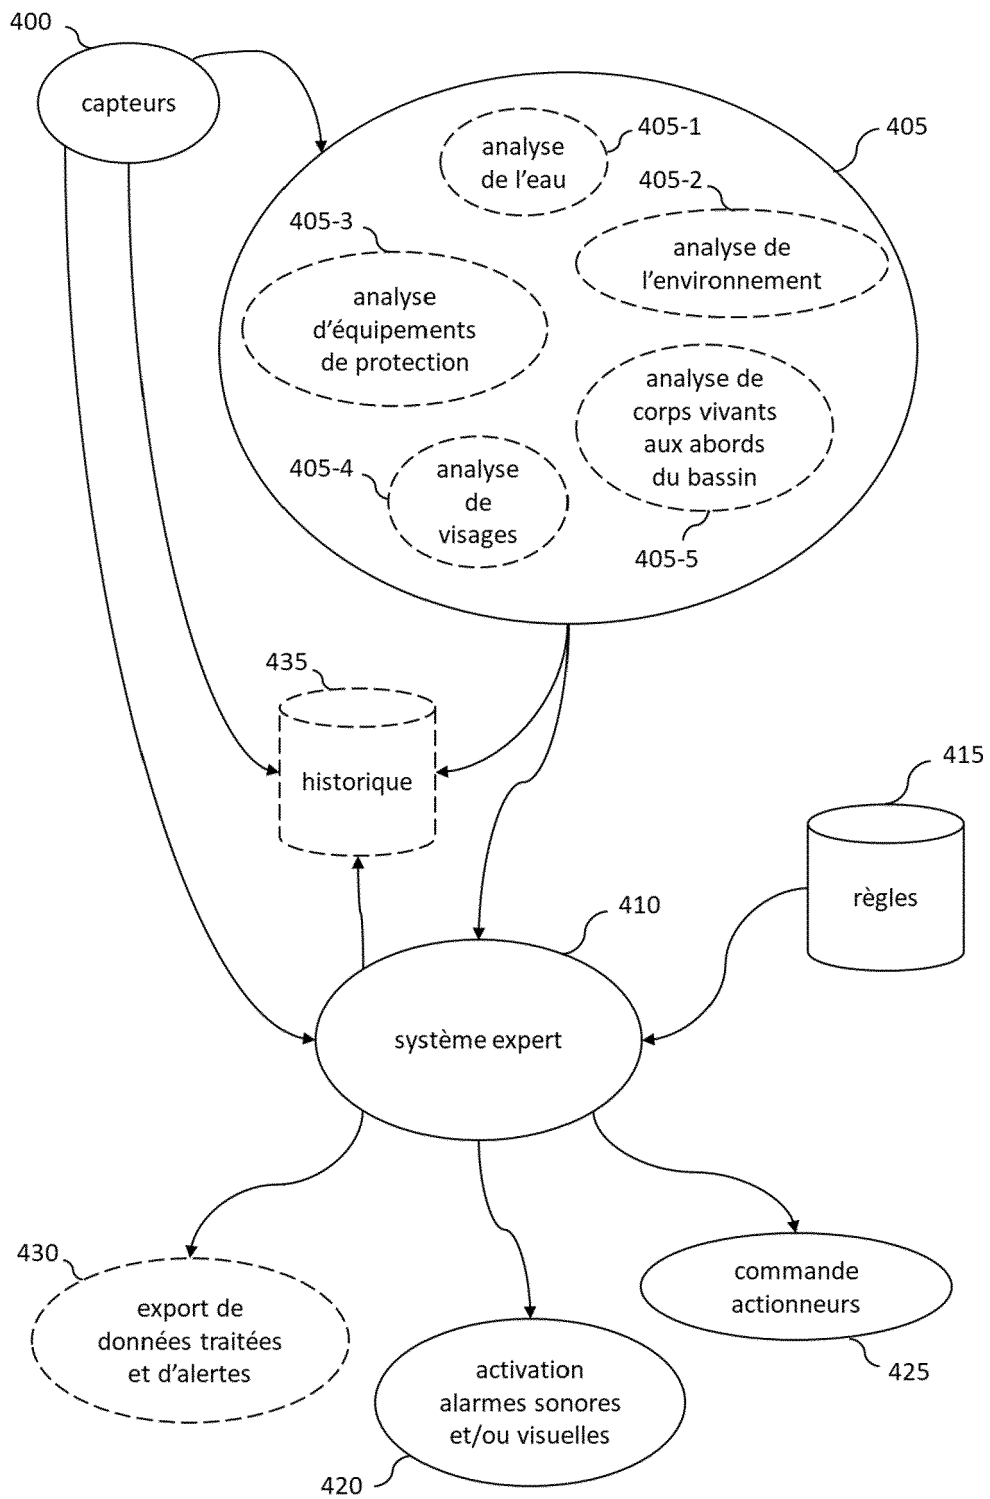 400
capteurs
405-1
405
analyse
de l'eau
405-2
analyse de
l'environnement
405-3
analyse
d'équipements
de protection
analyse de
corps vivants
aux abords
du bassin
405-4
analyse
de
visages
405-5
435
historique
415
règles
410
système expert
430
export de
données traitées
et d'alertes
commande
actionneurs
425
activation
alarmes sonores
et/ou visuelles
420